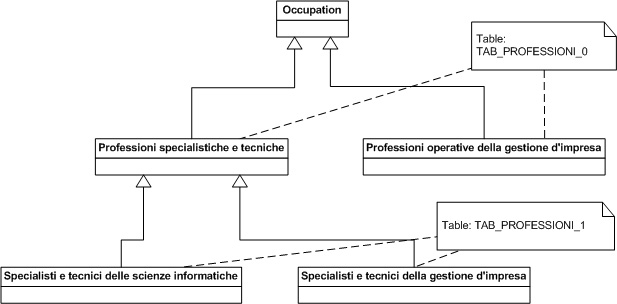 Occupation
Table:
TAB_PROFESSIONI_0
Professioni specialistiche e tecniche
Professioni operative della gestione d'impresa
Table: TAB_PROFESSIONI_1
Specialisti e tecnici delle scienze informatiche
Specialisti e tecnici della gestione d'impresa